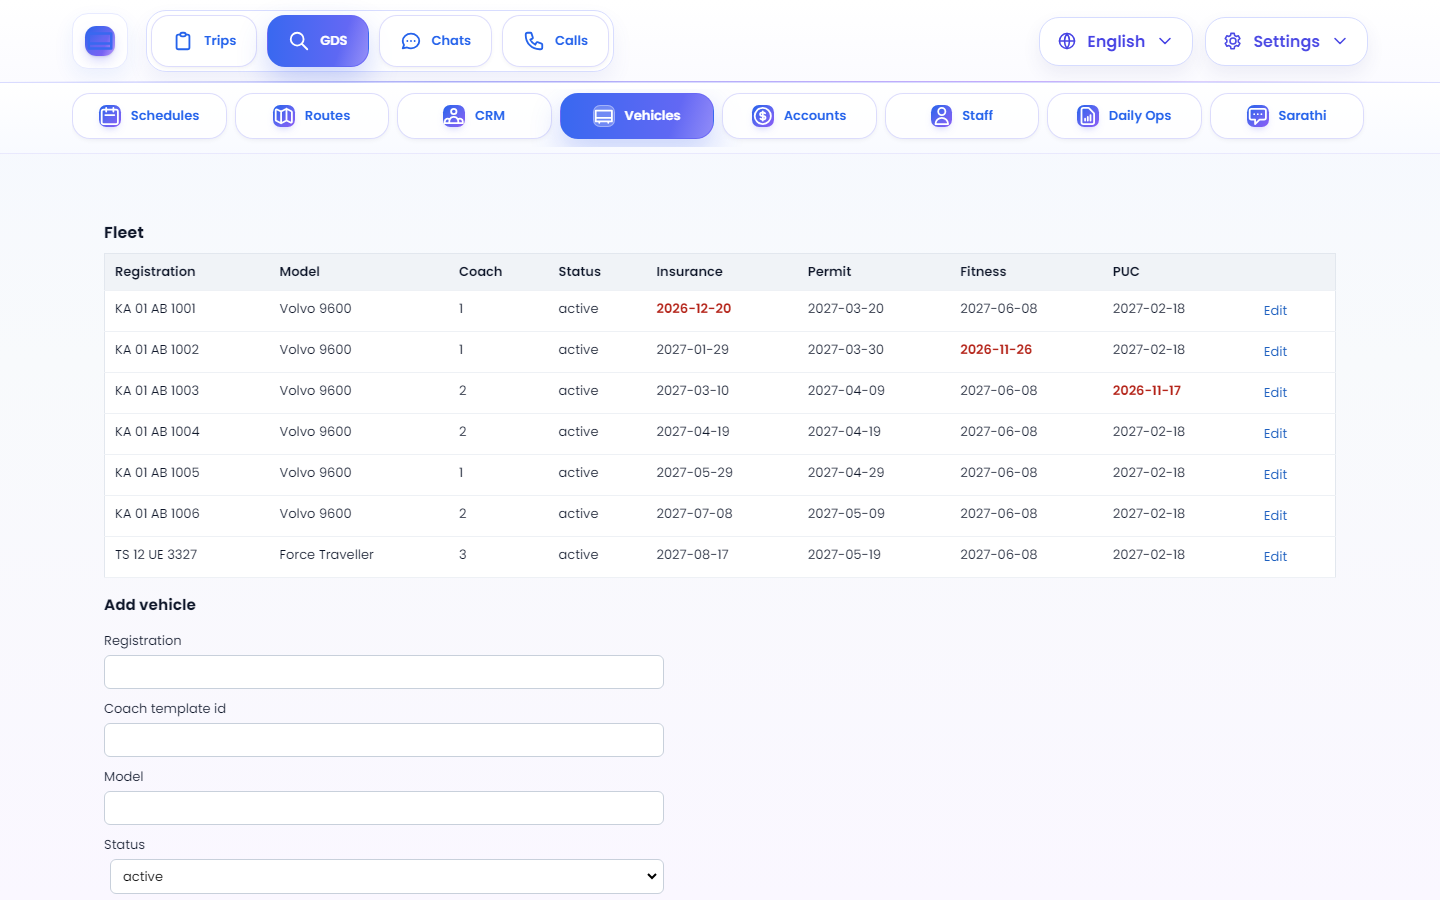 Trips GDS Chats Calls English Settings
Schedules Routes CRM Vehicles Accounts Staff Daily Ops Sarathi
Fleet
Registration Model Coach Status Insurance Permit Fitness PUC
KA 01 AB 1001 Volvo 9600 1 active 2026-12-20 2027-03-20 2027-06-08 2027-02-18 Edit
KA 01 AB 1002 Volvo 9600 1 active 2027-01-29 2027-03-30 2026-11-26 2027-02-18 Edit
KA 01 AB 1003 Volvo 9600 2 active 2027-03-10 2027-04-09 2027-06-08 2026-11-17 Edit
KA 01 AB 1004 Volvo 9600 2 active 2027-04-19 2027-04-19 2027-06-08 2027-02-18 Edit
KA 01 AB 1005 Volvo 9600 1 active 2027-05-29 2027-04-29 2027-06-08 2027-02-18 Edit
KA 01 AB 1006 Volvo 9600 2 active 2027-07-08 2027-05-09 2027-06-08 2027-02-18 Edit
TS 12 UE 3327 Force Traveller 3 active 2027-08-17 2027-05-19 2027-06-08 2027-02-18 Edit
Add vehicle
Registration
Coach template id
Model
Status
active